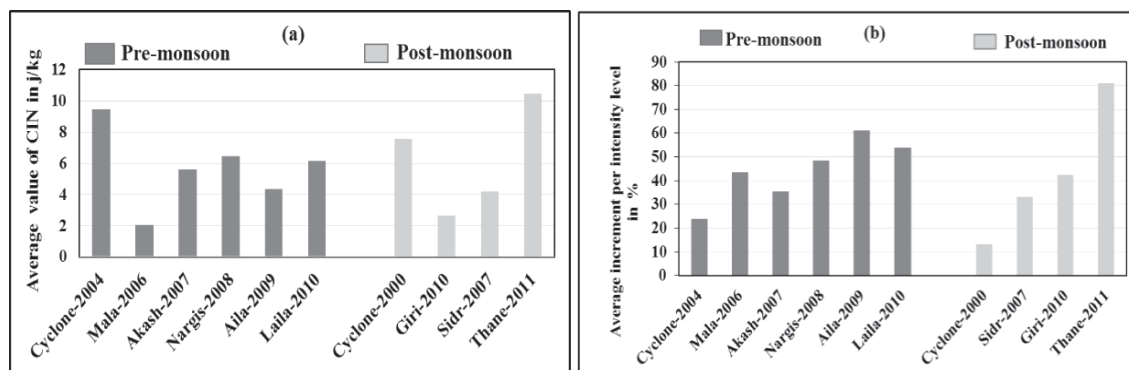 (a)
Pre-monsoon
Post-monsoon
Average value of CIN in j/kg
12
10
8
6
4
2
0
Cyclone-2004
Mala-2006
Akash-2007
Nargis-2008
Aila-2009
Laila-2010
Cyclone-2000
Giri-2010
Sidr-2007
Thane-2011
(b)
Pre-monsoon
Post-monsoon
Average increment per intensity level
in %
90
80
70
60
50
40
30
20
10
0
Cyclone-2004
Mala-2006
Akash-2007
Nargis-2008
Aila-2009
Laila-2010
Cyclone-2000
Sidr-2007
Giri-2010
Thane-2011